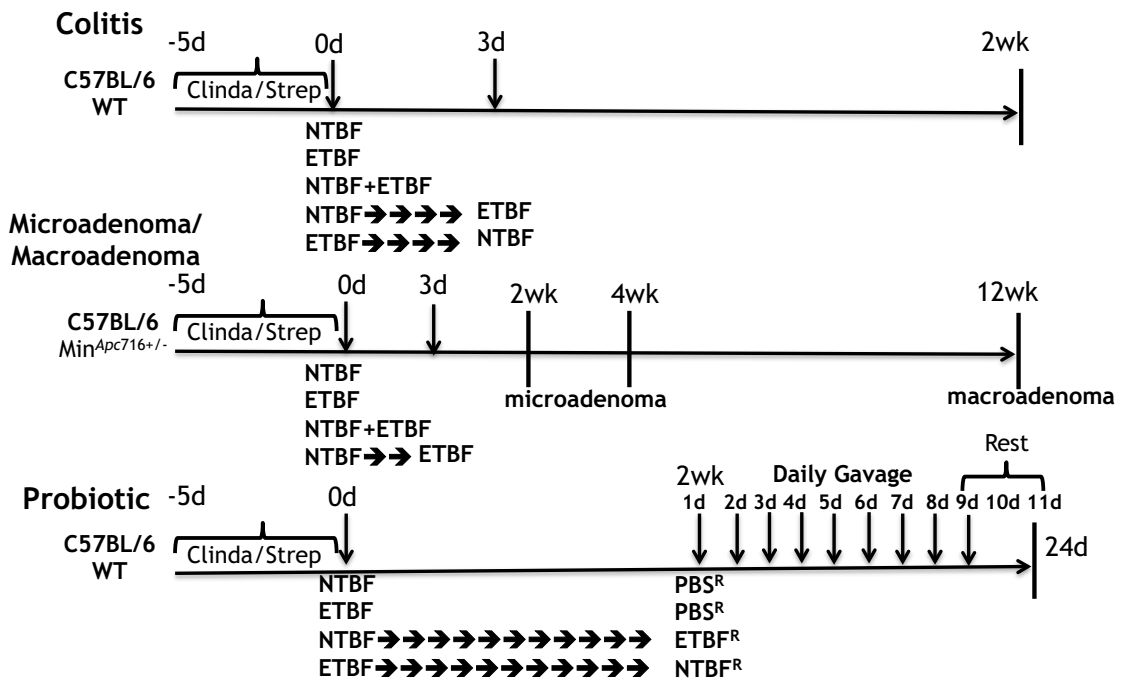 Colitis
-5d 0d 3d 2wk
C57BL/6
WT
Clinda/Strep
NTBF
ETBF
NTBF+ETBF
NTBF➔➔➔➔ ETBF
ETBF➔➔➔➔ NTBF
Microadenoma/
Macroadenoma
-5d 0d 3d 2wk 4wk 12wk
C57BL/6
Min^Apc716+/-
Clinda/Strep
NTBF
ETBF
NTBF+ETBF
NTBF➔➔ ETBF
microadenoma
macroadenoma
Probiotic
-5d 0d 2wk Daily Gavage Rest
1d 2d 3d 4d 5d 6d 7d 8d 9d 10d 11d
C57BL/6
WT
Clinda/Strep
24d
NTBF PBS^R
ETBF PBS^R
NTBF➔➔➔➔➔➔➔➔➔➔➔ ETBF^R
ETBF➔➔➔➔➔➔➔➔➔➔➔ NTBF^R